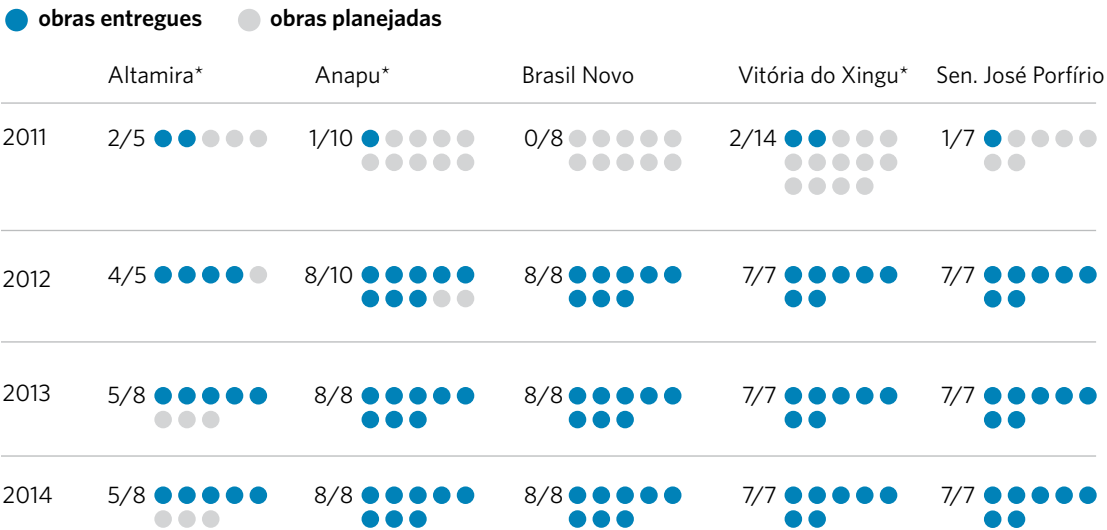 obras entregues obras planejadas
Altamira* Anapu* Brasil Novo Vitória do Xingu* Sen. José Porfírio
2011 2/5 1/10 0/8 2/14 1/7
2012 4/5 8/10 8/8 7/7 7/7
2013 5/8 8/8 8/8 7/7 7/7
2014 5/8 8/8 8/8 7/7 7/7